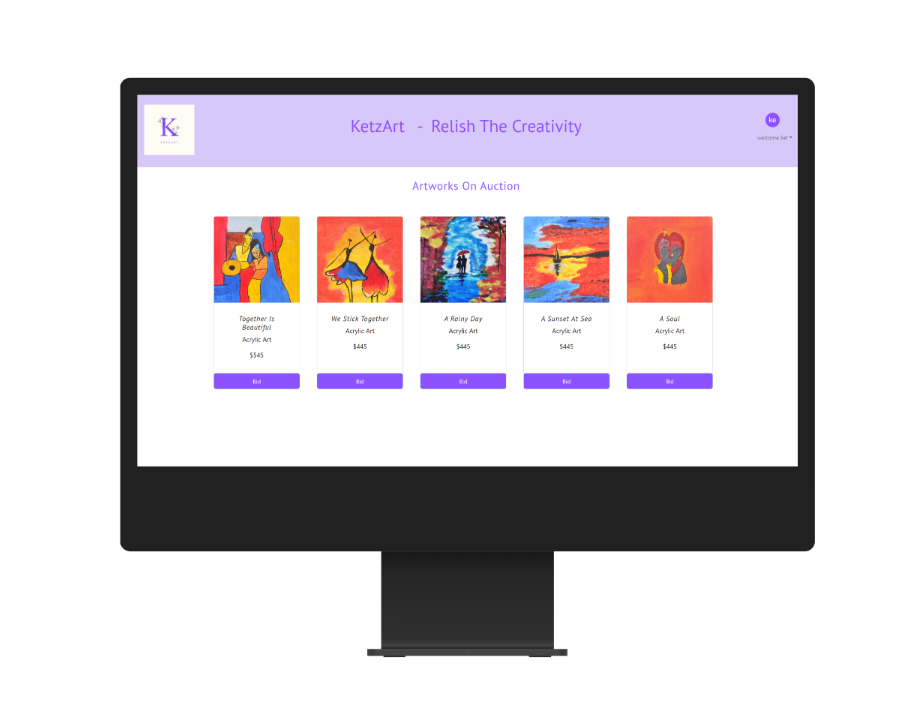 K
KETZART
KetzArt - Relish The Creativity
ke
welcome Ket
Artworks On Auction
Together Is
Beautiful
Acrylic Art
$545
Bid
We Stick Together
Acrylic Art
$445
Bid
A Rainy Day
Acrylic Art
$445
Bid
A Sunset At Sea
Acrylic Art
$445
Bid
A Soul
Acrylic Art
$445
Bid